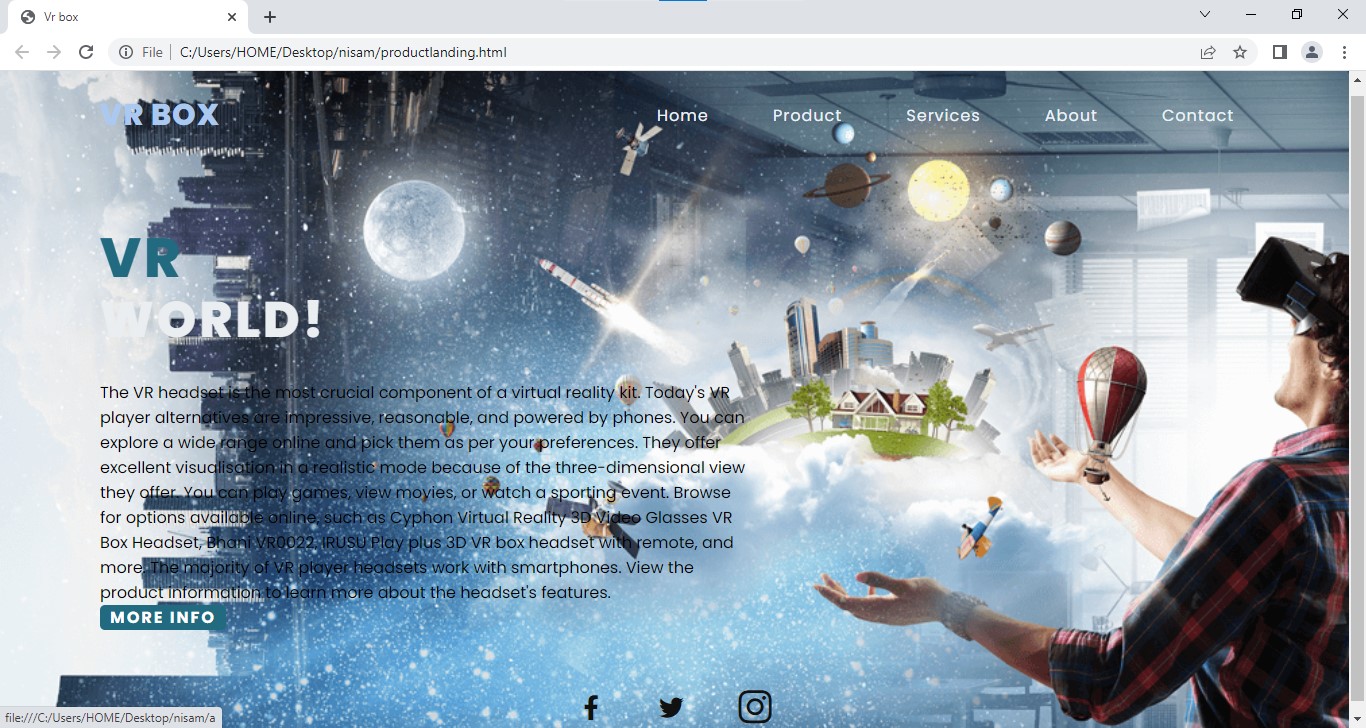 Vr box
File
C:/Users/HOME/Desktop/nisam/productlanding.html
VR BOX
Home
Product
Services
About
Contact
VR
WORLD!
The VR headset is the most crucial component of a virtual reality kit. Today's VR
player alternatives are impressive, reasonable, and powered by phones. You can
explore a wide range online and pick them as per your preferences. They offer
excellent visualisation in a realistic mode because of the three-dimensional view
they offer. You can play games, view movies, or watch a sporting event. Browse
for options available online, such as Cyphon Virtual Reality 3D Video Glasses VR
Box Headset, Bhani VR0022, IRUSU Play plus 3D VR box headset with remote, and
more. The majority of VR player headsets work with smartphones. View the
product information to learn more about the headset's features.
MORE INFO
file:///C:/Users/HOME/Desktop/nisam/a